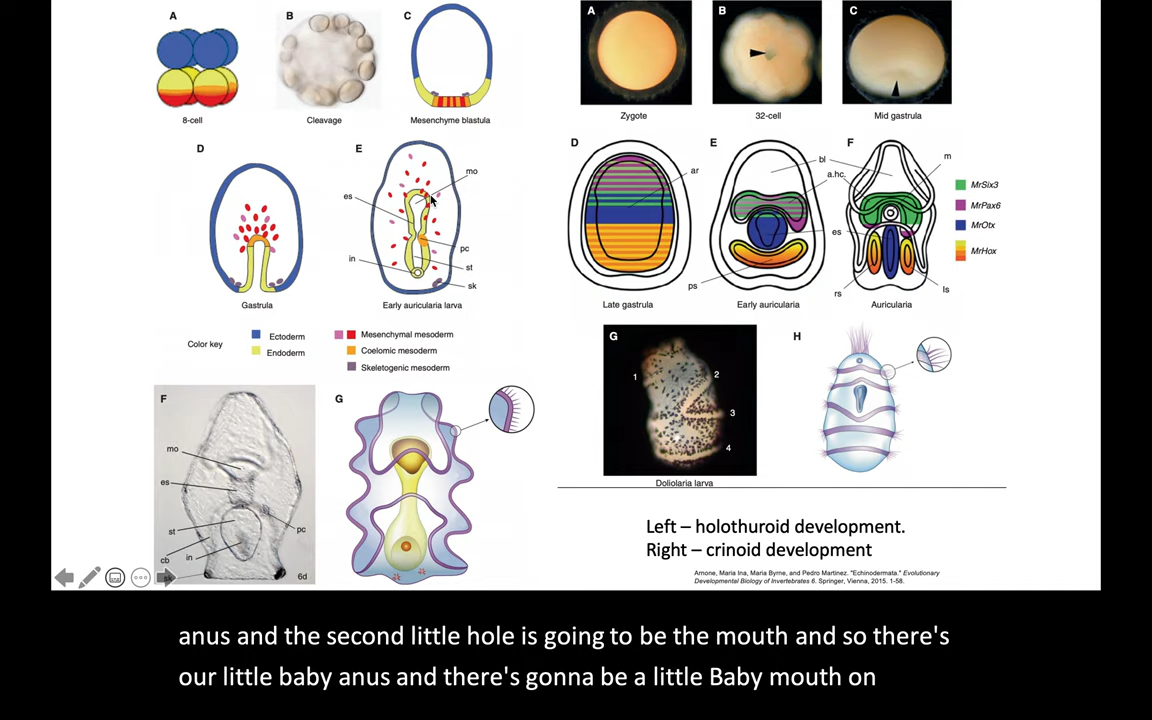 A
B
C
8-cell
Cleavage
Mesenchyme blastula
D
E
mo
es
in
pc
st
sk
Gastrula
Early auricularia larva
Color key
Ectoderm
Endoderm
Mesenchymal mesoderm
Coelomic mesoderm
Skeletogenic mesoderm
F
mo
es
st
cb
in
pc
sk
6d
G
A
B
C
Zygote
32-cell
Mid gastrula
D
E
F
ar
bl
a.hc.
m
es
ps
rs
ls
MrSix3
MrPax6
MrOtx
MrHox
Late gastrula
Early auricularia
Auricularia
G
1
2
3
4
H
Doliolaria larva
Left – holothuroid development.
Right – crinoid development
Arnone, Maria Ina, Maria Byrne, and Pedro Martinez. "Echinodermata." Evolutionary
Developmental Biology of Invertebrates 6. Springer, Vienna, 2015. 1-58.
anus and the second little hole is going to be the mouth and so there's
our little baby anus and there's gonna be a little Baby mouth on